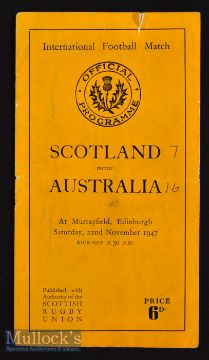 International Football Match
OFFICIAL PROGRAMME
SCOTLAND 7
versus
AUSTRALIA 16
At Murrayfield, Edinburgh
Saturday, 22nd November 1947
KICK-OFF 2.30 P.M.
Published with
Authority of the
SCOTTISH
RUGBY
UNION
PRICE
6D.
Mullock's